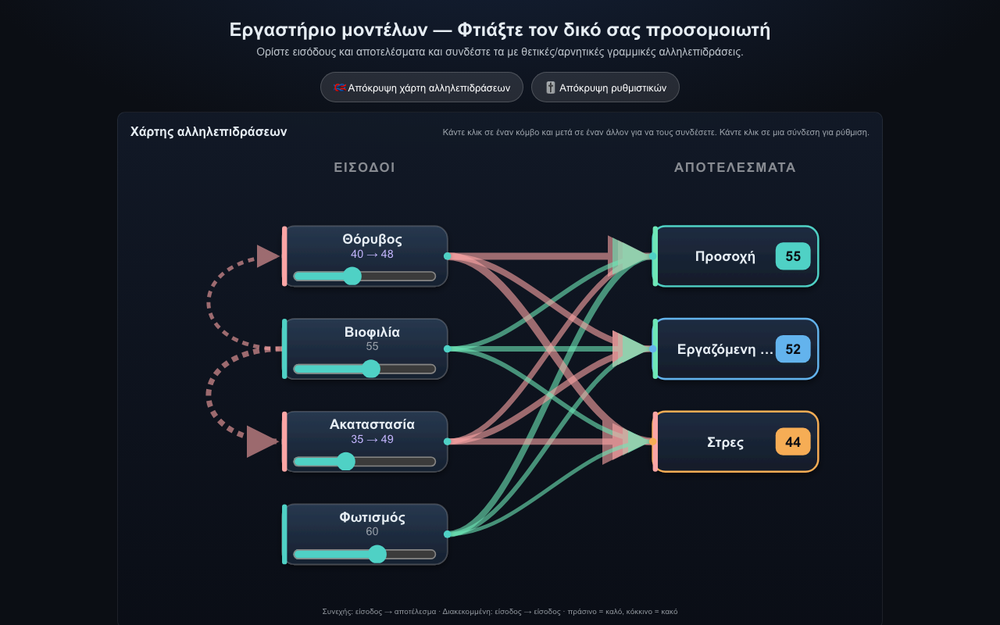 Εργαστήριο μοντέλων — Φτιάξτε τον δικό σας προσομοιωτή
Ορίστε εισόδους και αποτελέσματα και συνδέστε τα με θετικές/αρνητικές γραμμικές αλληλεπιδράσεις.
Απόκρυψη χάρτη αλληλεπιδράσεων
Απόκρυψη ρυθμιστικών
Χάρτης αλληλεπιδράσεων
Κάντε κλικ σε έναν κόμβο και μετά σε έναν άλλον για να τους συνδέσετε. Κάντε κλικ σε μια σύνδεση για ρύθμιση.
ΕΙΣΟΔΟΙ
ΑΠΟΤΕΛΕΣΜΑΤΑ
Θόρυβος
40 → 48
Προσοχή
55
Βιοφιλία
55
Εργαζόμενη ...
52
Ακαταστασία
35 → 49
Στρες
44
Φωτισμός
60
Συνεχής: είσοδος → αποτέλεσμα · Διακεκομμένη: είσοδος → είσοδος · πράσινο = καλό, κόκκινο = κακό